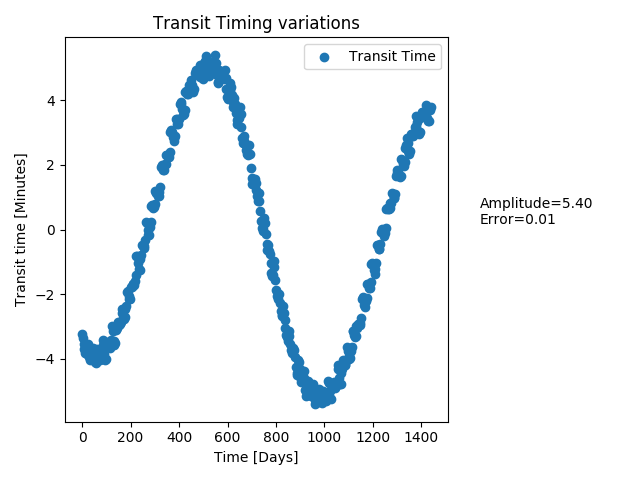 Transit Timing variations
Transit Time
4
2
0
−2
−4
Transit time [Minutes]
0 200 400 600 800 1000 1200 1400
Time [Days]
Amplitude=5.40
Error=0.01